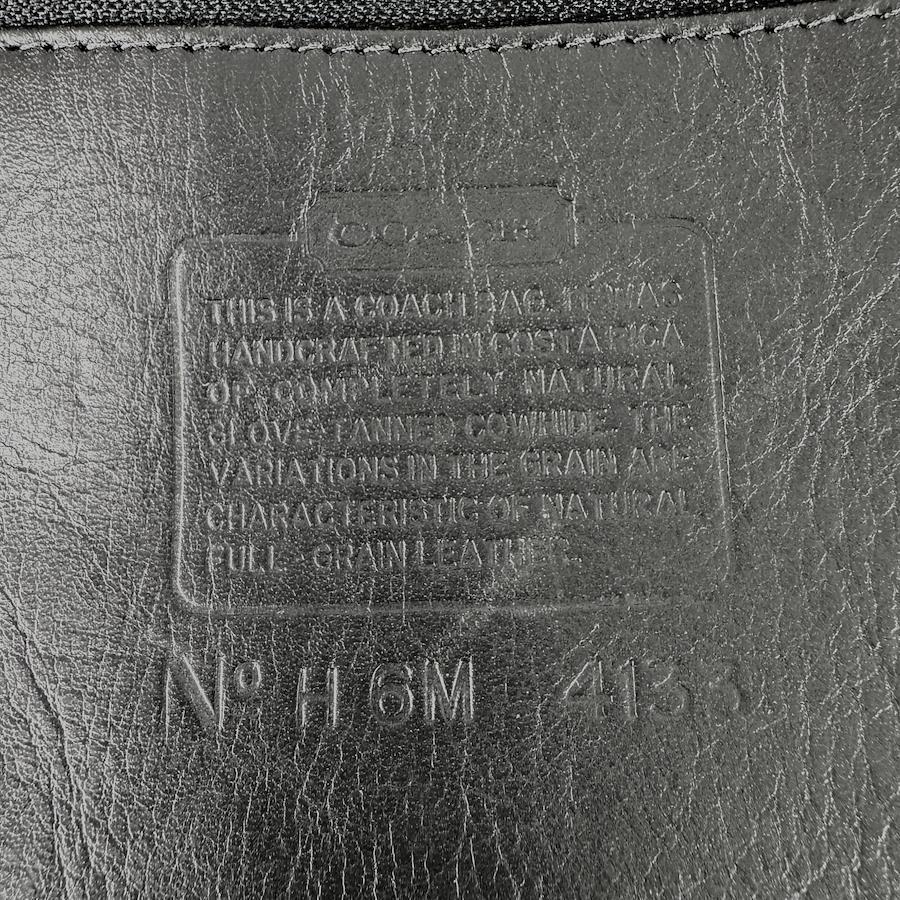 COACH
THIS IS A COACH BAG. IT WAS
HANDCRAFTED IN COSTA RICA
OF COMPLETELY NATURAL
GLOVE-TANNED COWHIDE. THE
VARIATIONS IN THE GRAIN ARE
CHARACTERISTIC OF NATURAL
FULL-GRAIN LEATHER.
Nº H6M 4133